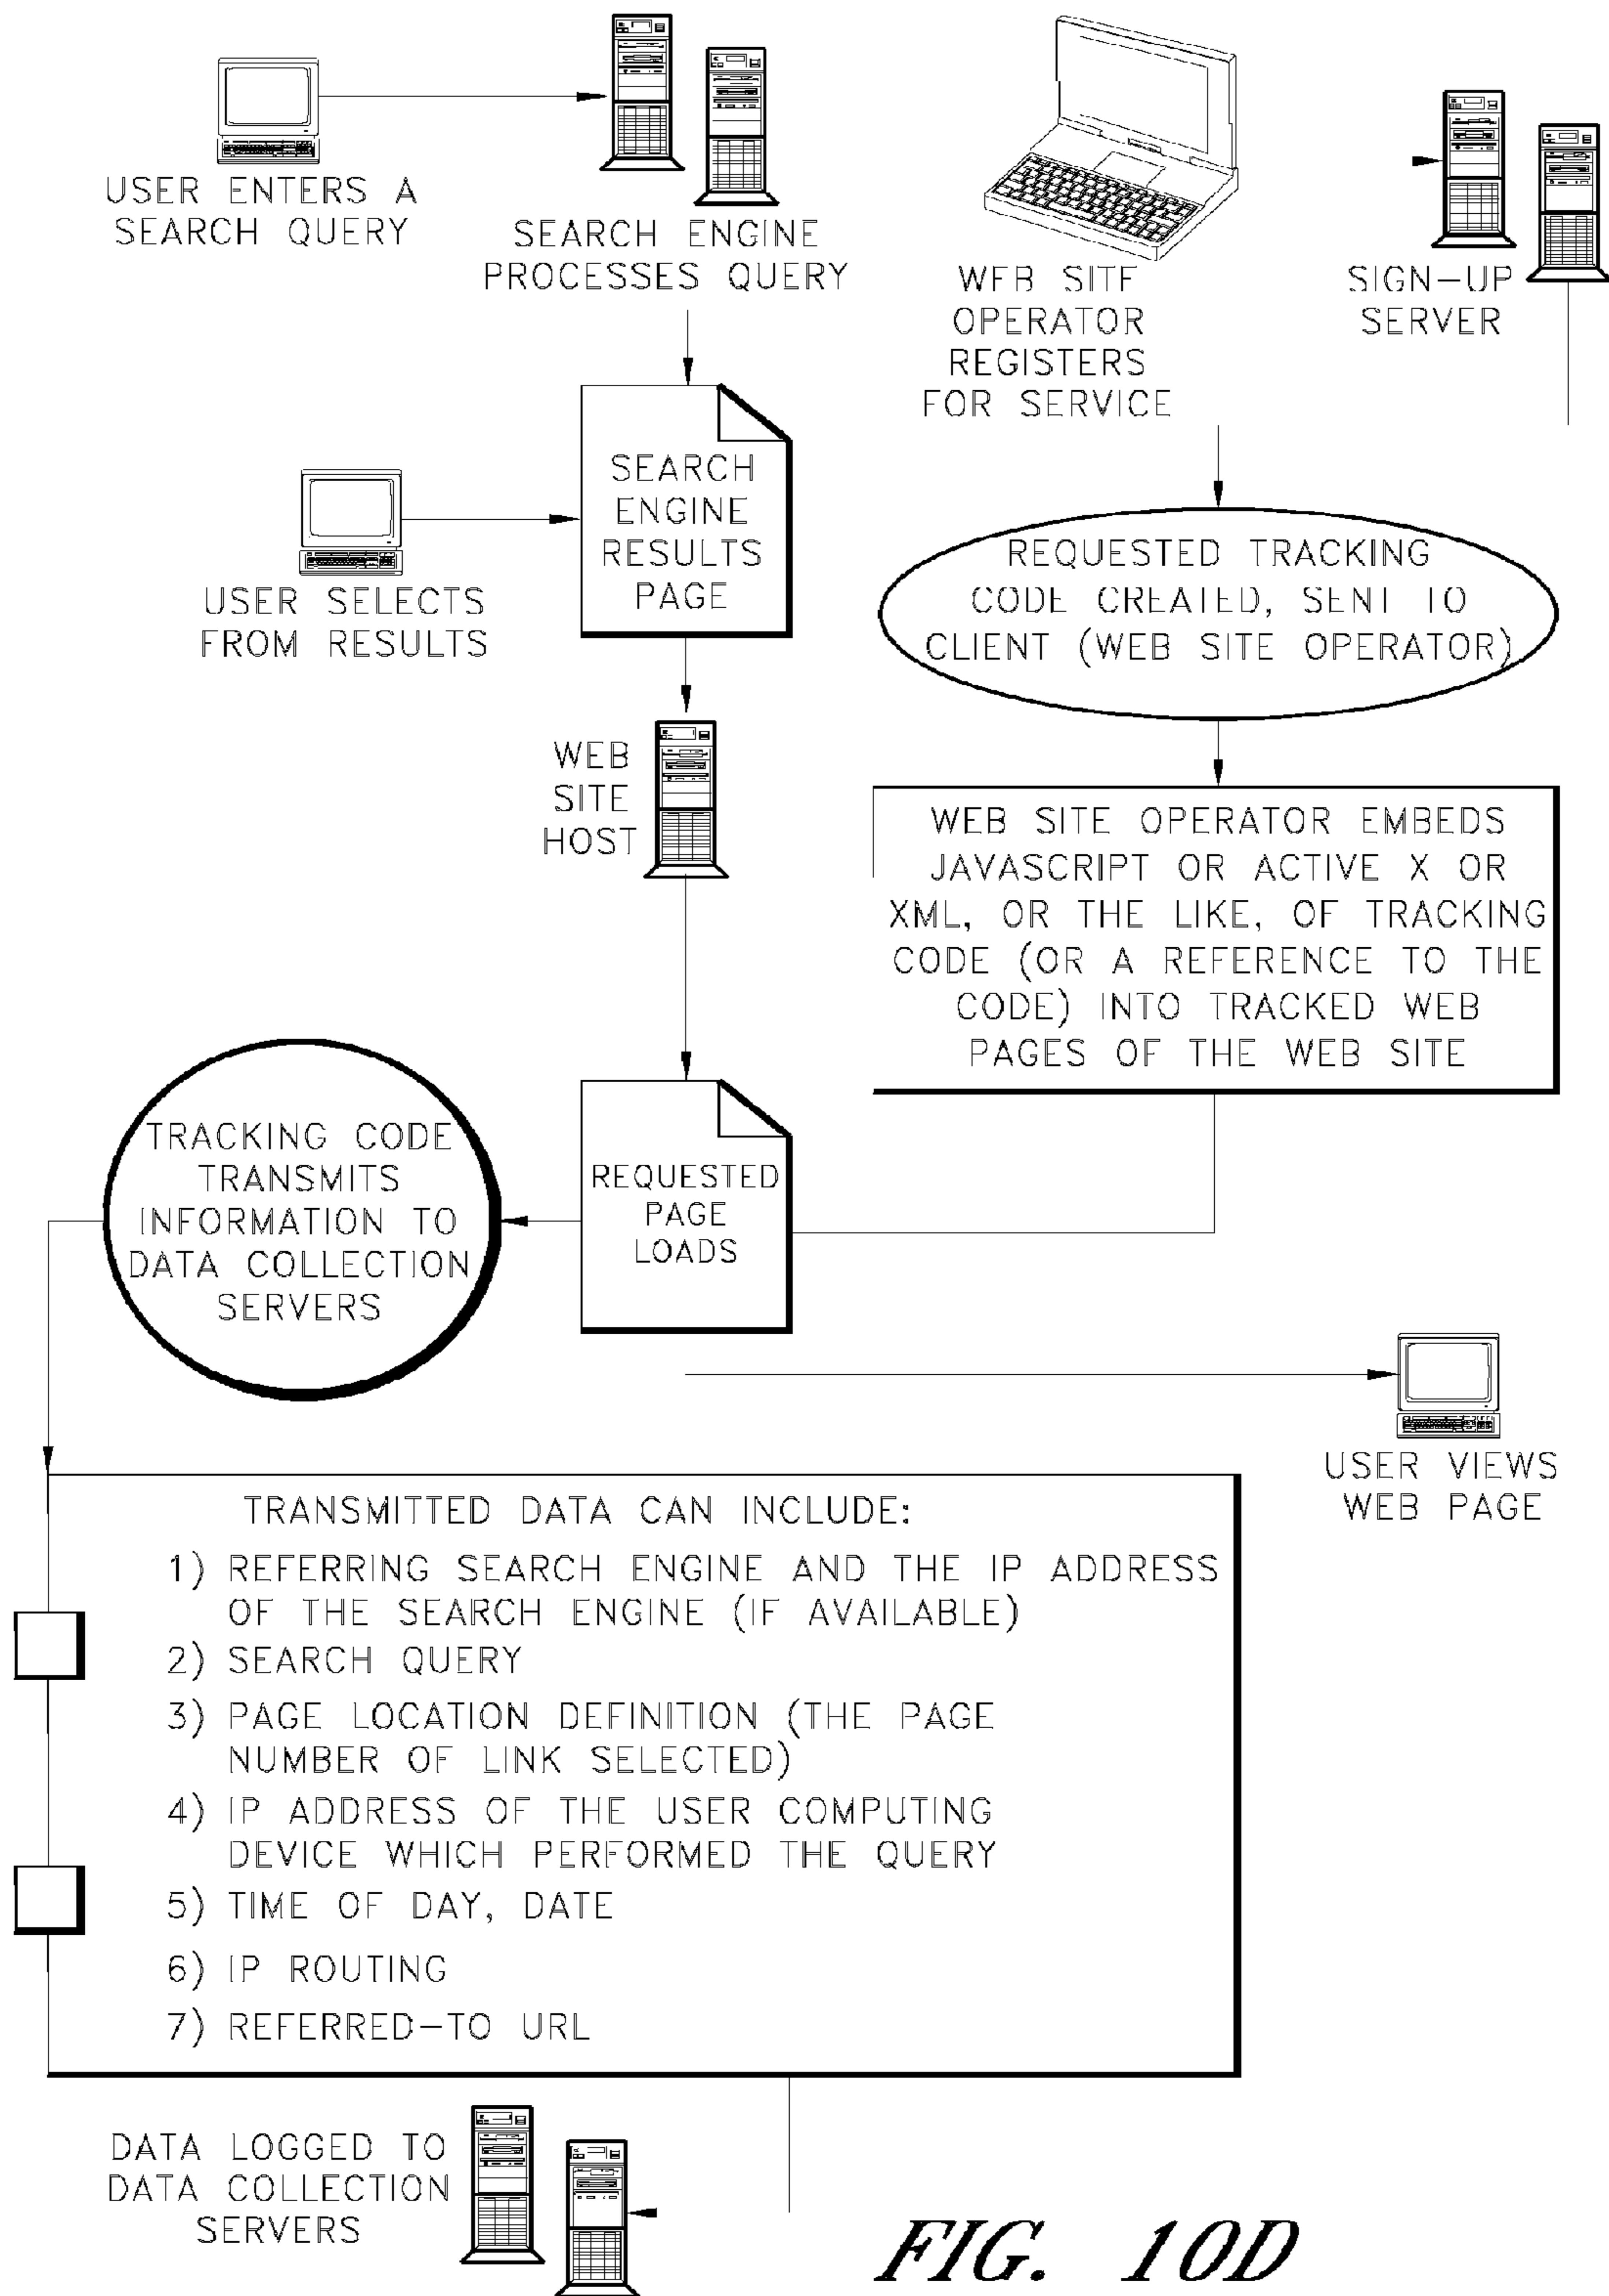 USER ENTERS A
SEARCH QUERY
SEARCH ENGINE
PROCESSES QUERY
WEB SITE
OPERATOR
REGISTERS
FOR SERVICE
SIGN-UP
SERVER
SEARCH
ENGINE
RESULTS
PAGE
USER SELECTS
FROM RESULTS
REQUESTED TRACKING
CODE CREATED, SENT TO
CLIENT (WEB SITE OPERATOR)
WEB
SITE
HOST
WEB SITE OPERATOR EMBEDS
JAVASCRIPT OR ACTIVE X OR
XML, OR THE LIKE, OF TRACKING
CODE (OR A REFERENCE TO THE
CODE) INTO TRACKED WEB
PAGES OF THE WEB SITE
TRACKING CODE
TRANSMITS
INFORMATION TO
DATA COLLECTION
SERVERS
REQUESTED
PAGE
LOADS
USER VIEWS
WEB PAGE
TRANSMITTED DATA CAN INCLUDE:
1) REFERRING SEARCH ENGINE AND THE IP ADDRESS
OF THE SEARCH ENGINE (IF AVAILABLE)
2) SEARCH QUERY
3) PAGE LOCATION DEFINITION (THE PAGE
NUMBER OF LINK SELECTED)
4) IP ADDRESS OF THE USER COMPUTING
DEVICE WHICH PERFORMED THE QUERY
5) TIME OF DAY, DATE
6) IP ROUTING
7) REFERRED-TO URL
DATA LOGGED TO
DATA COLLECTION
SERVERS
FIG. 10D